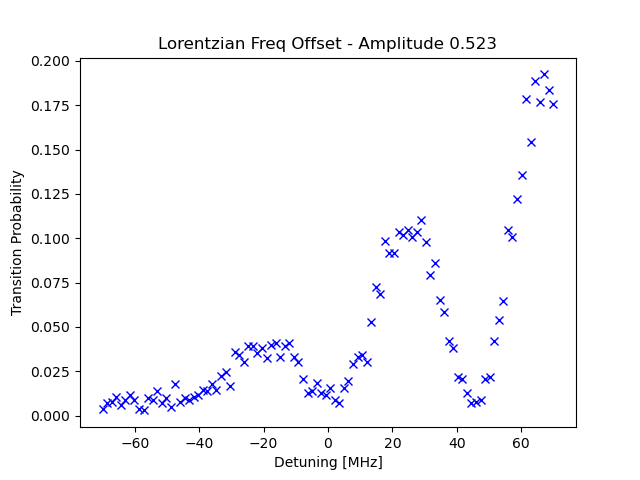 Lorentzian Freq Offset - Amplitude 0.523
Transition Probability
0.200
0.175
0.150
0.125
0.100
0.075
0.050
0.025
0.000
−60 −40 −20 0 20 40 60
Detuning [MHz]